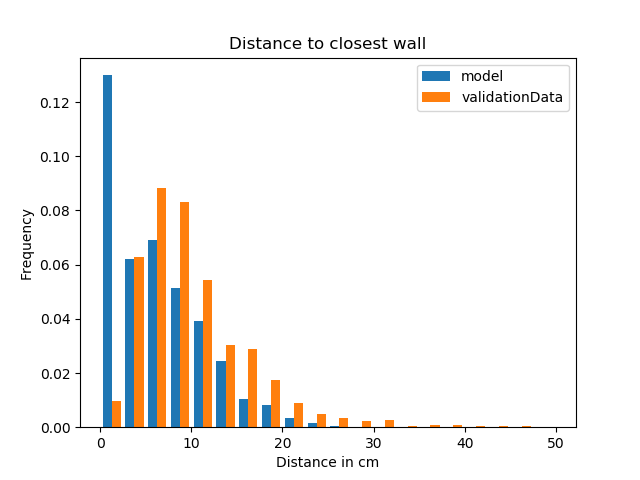 Distance to closest wall
model
validationData
Frequency
0.12
0.10
0.08
0.06
0.04
0.02
0.00
0 10 20 30 40 50
Distance in cm